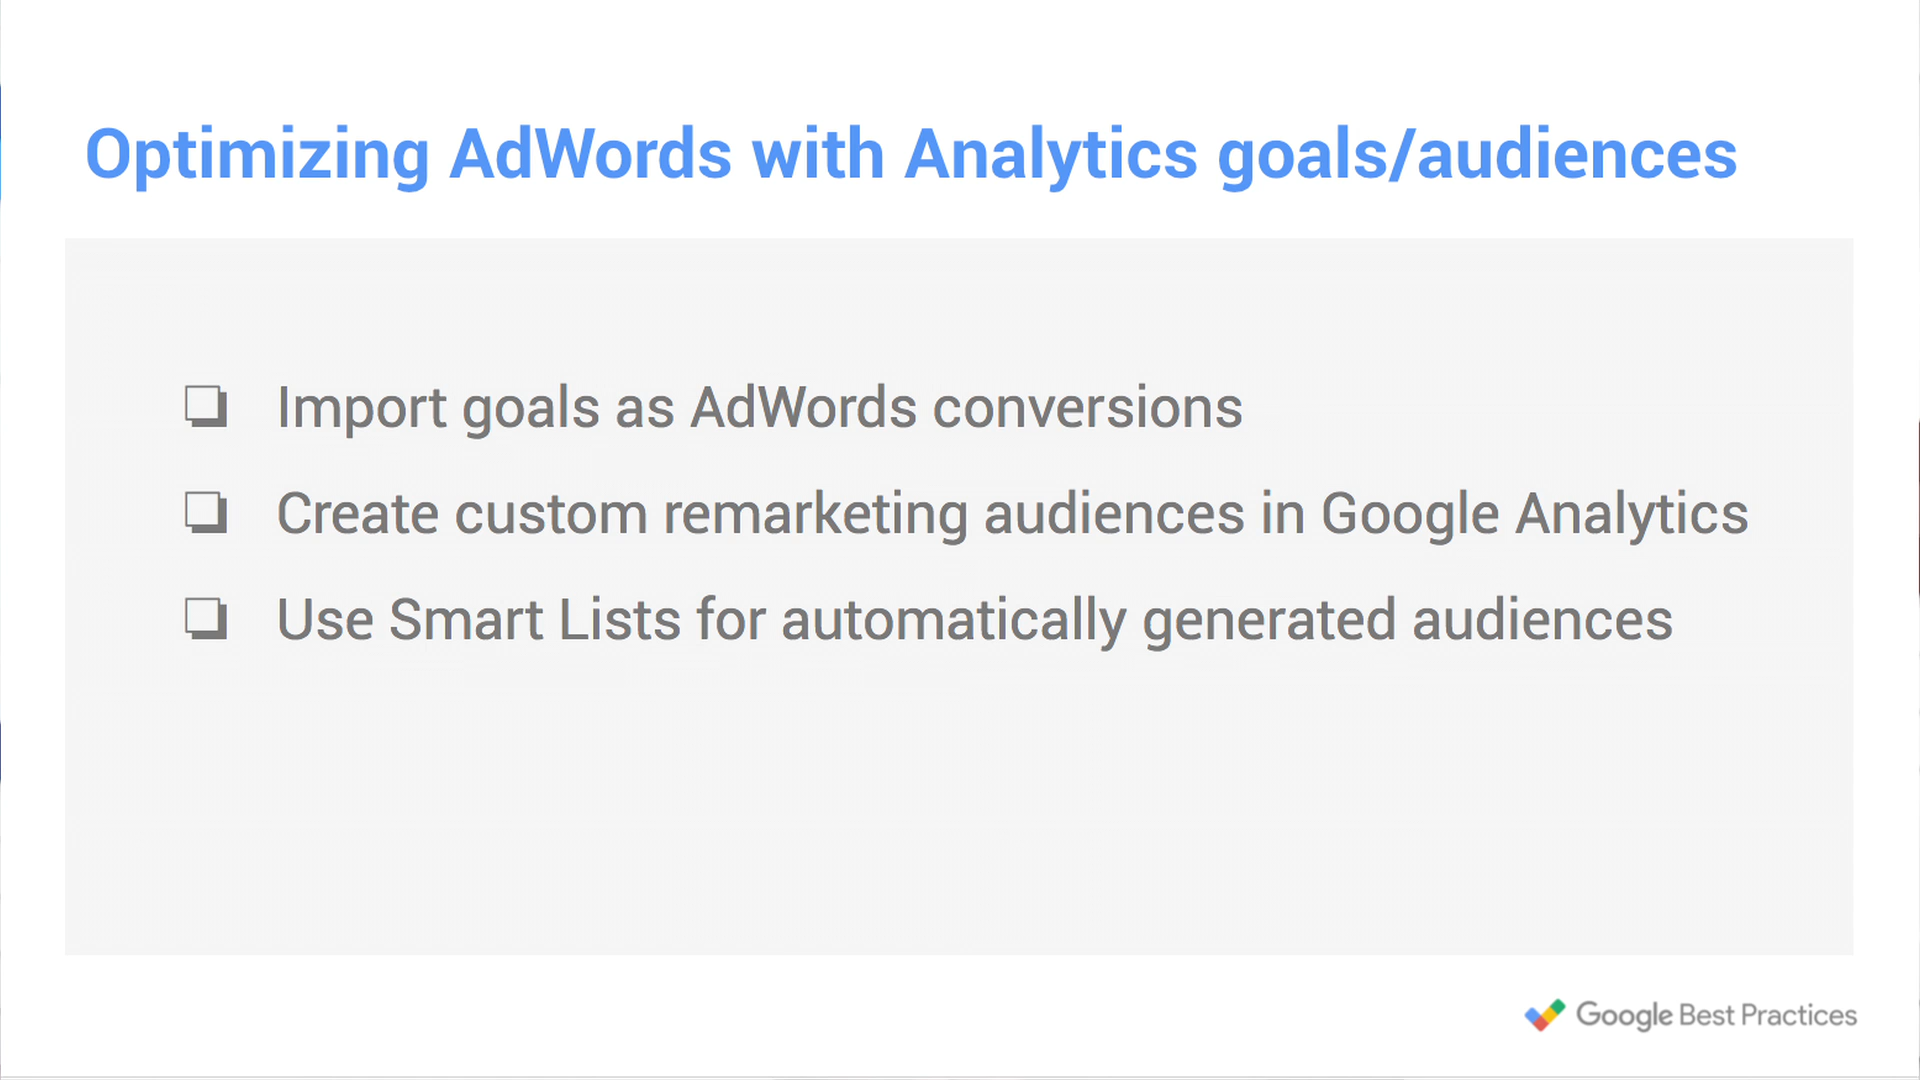 Optimizing AdWords with Analytics goals/audiences
Import goals as AdWords conversions
Create custom remarketing audiences in Google Analytics
Use Smart Lists for automatically generated audiences
Google Best Practices